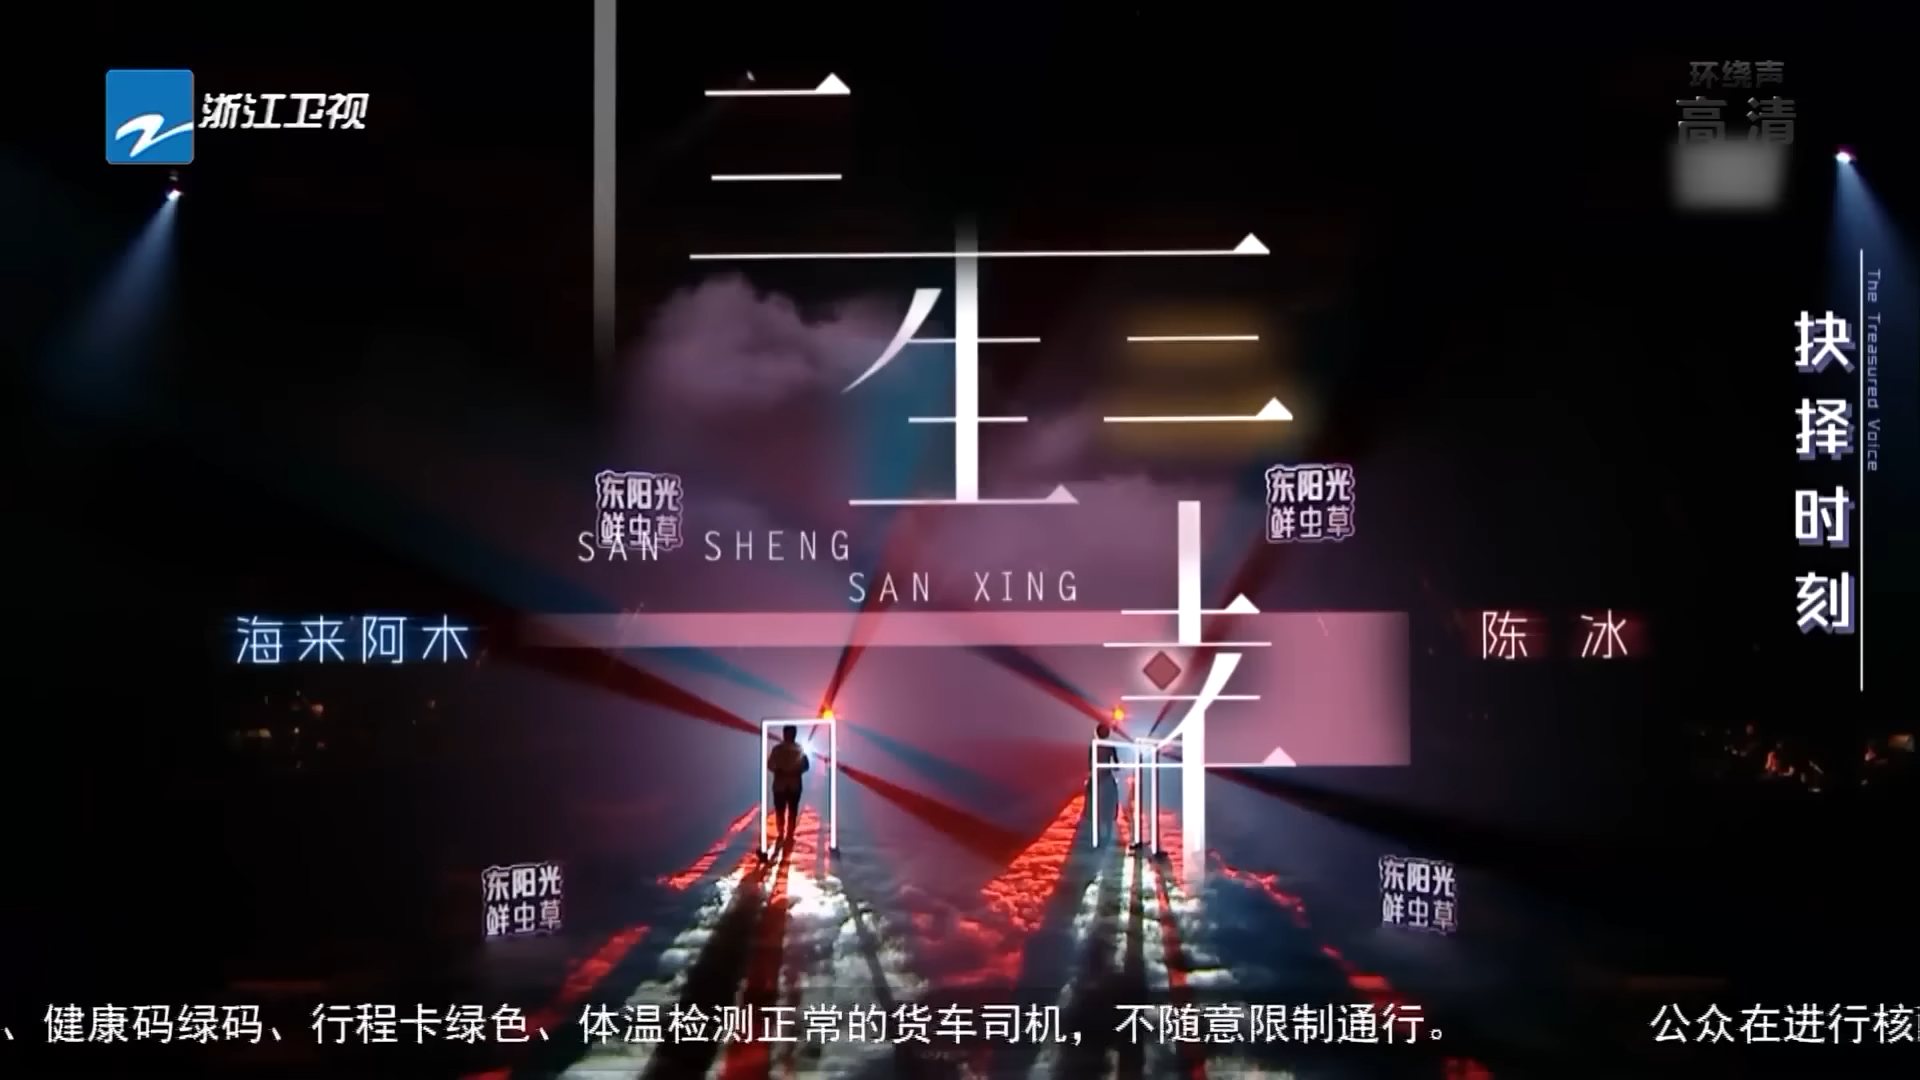 浙江卫视
环绕声
高清
三生三幸
SAN SHENG
SAN XING
东阳光
鲜虫草
东阳光
鲜虫草
海来阿木
陈 冰
抉择时刻
The Treasured Voice
东阳光
鲜虫草
东阳光
鲜虫草
、健康码绿码、行程卡绿色、体温检测正常的货车司机，不随意限制通行。 公众在进行核